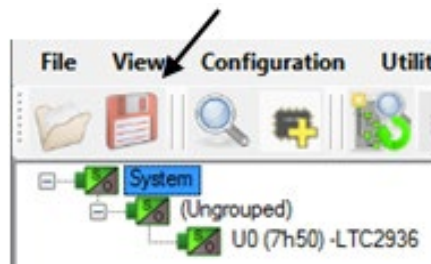 File View Configuration Utilit
System
(Ungrouped)
U0 (7h50) -LTC2936